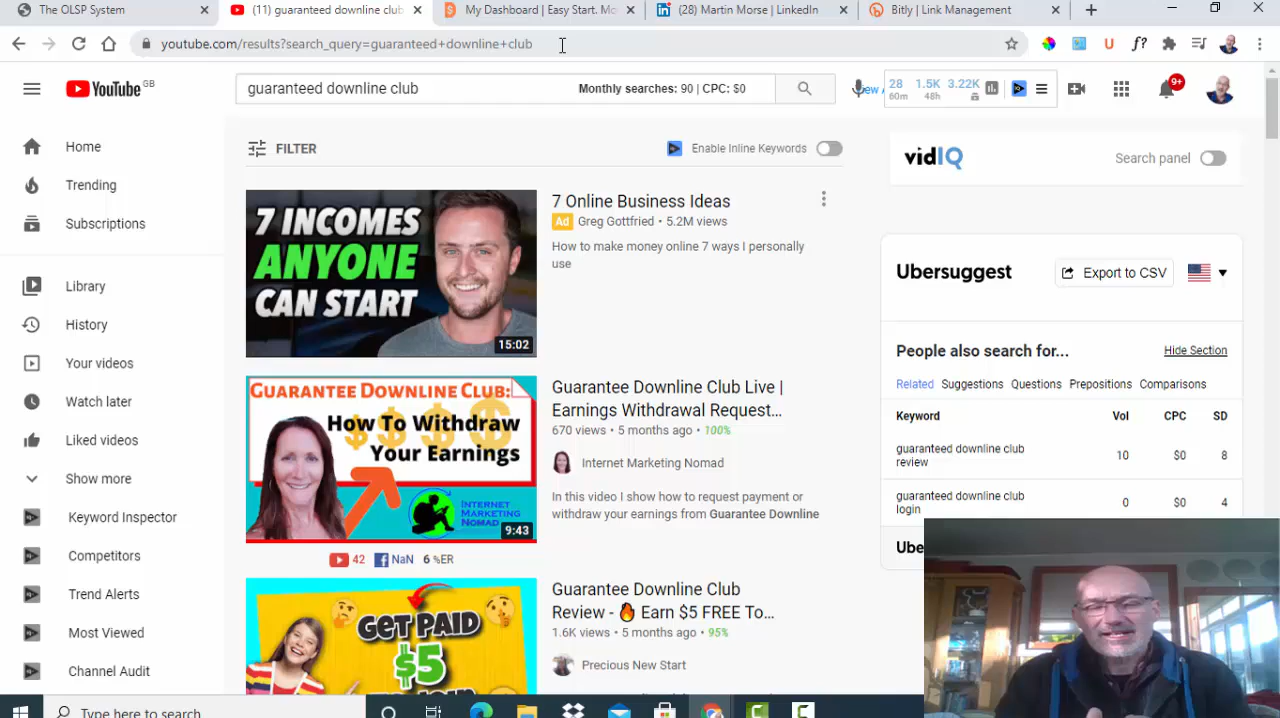 The OLSP System
(11) guaranteed downline club
My Dashboard | Easy Start. Mo
(28) Martin Morse | LinkedIn
Bitly | Link Management
youtube.com/results?search_query=guaranteed+downline+club
YouTube GB
guaranteed downline club
Monthly searches: 90 | CPC: $0
28 1.5K 3.22K
60m 48h
9+
Home
Trending
Subscriptions
Library
History
Your videos
Watch later
Liked videos
Show more
Keyword Inspector
Competitors
Trend Alerts
Most Viewed
Channel Audit
FILTER
Enable Inline Keywords
7 INCOMES
ANYONE
CAN START
15:02
7 Online Business Ideas
Ad Greg Gottfried • 5.2M views
How to make money online 7 ways I personally
use
GUARANTEE DOWNLINE CLUB:
How To Withdraw
Your Earnings
INTERNET
MARKETING
NOMAD
9:43
42 NaN 6 %ER
Guarantee Downline Club Live |
Earnings Withdrawal Request...
670 views • 5 months ago • 100%
Internet Marketing Nomad
In this video I show how to request payment or
withdraw your earnings from Guarantee Downline
GET PAID
$5
Guarantee Downline Club
Review - 🔥 Earn $5 FREE To...
1.6K views • 5 months ago • 95%
Precious New Start
vidIQ
Search panel
Ubersuggest
Export to CSV
People also search for...
Hide Section
Related Suggestions Questions Prepositions Comparisons
Keyword Vol CPC SD
guaranteed downline club
review 10 $0 8
guaranteed downline club
login 0 $0 4
Ube
Type here to search